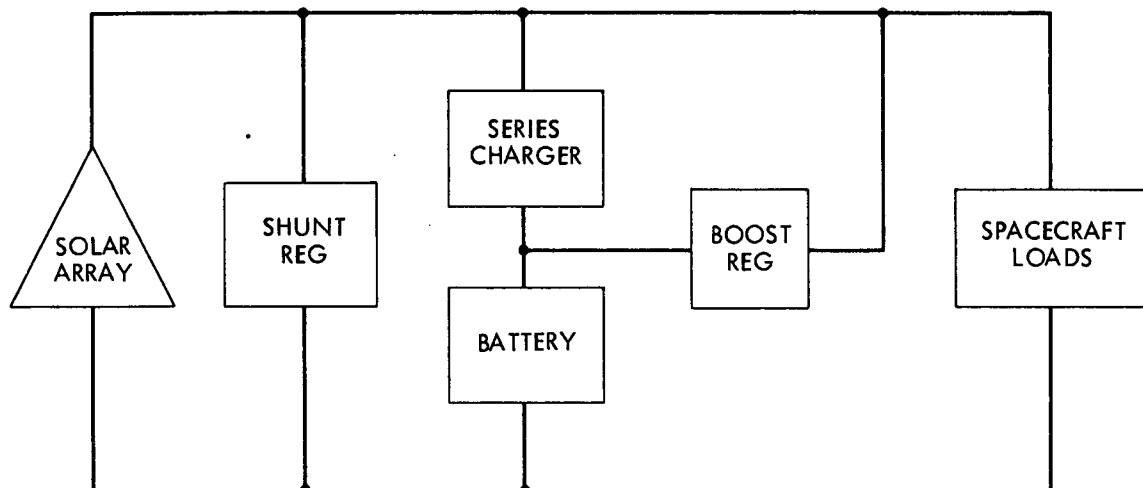 SERIES
CHARGER
SOLAR
ARRAY
SHUNT
REG
BOOST
REG
SPACECRAFT
LOADS
BATTERY